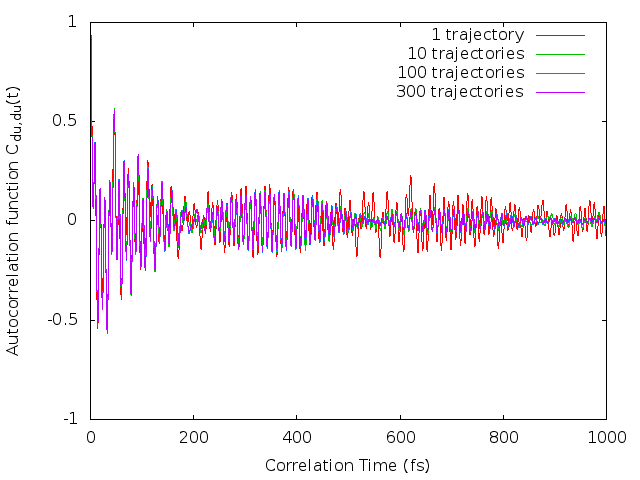 1 trajectory
10 trajectories
100 trajectories
300 trajectories
Autocorrelation function C_du,du(t)
1
0.5
0
-0.5
-1
0 200 400 600 800 1000
Correlation Time (fs)